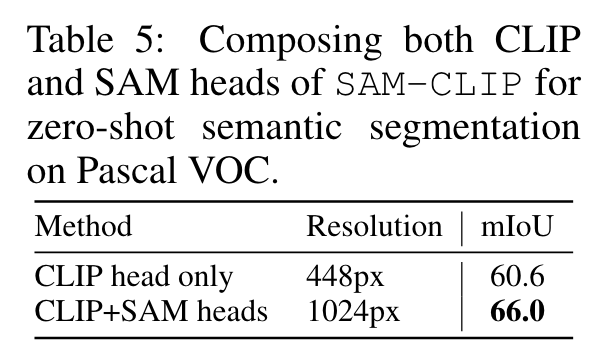 Table 5: Composing both CLIP
and SAM heads of SAM-CLIP for
zero-shot semantic segmentation
on Pascal VOC.
Method Resolution mIoU
CLIP head only 448px 60.6
CLIP+SAM heads 1024px 66.0